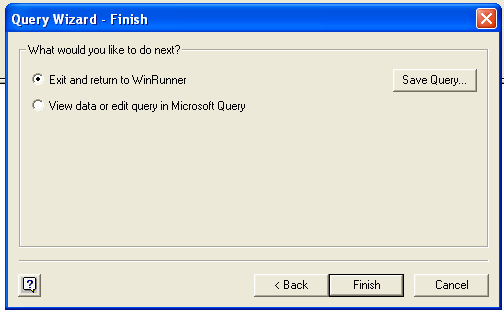 Query Wizard - Finish
What would you like to do next?
Exit and return to WinRunner
Save Query...
View data or edit query in Microsoft Query
?
< Back
Finish
Cancel